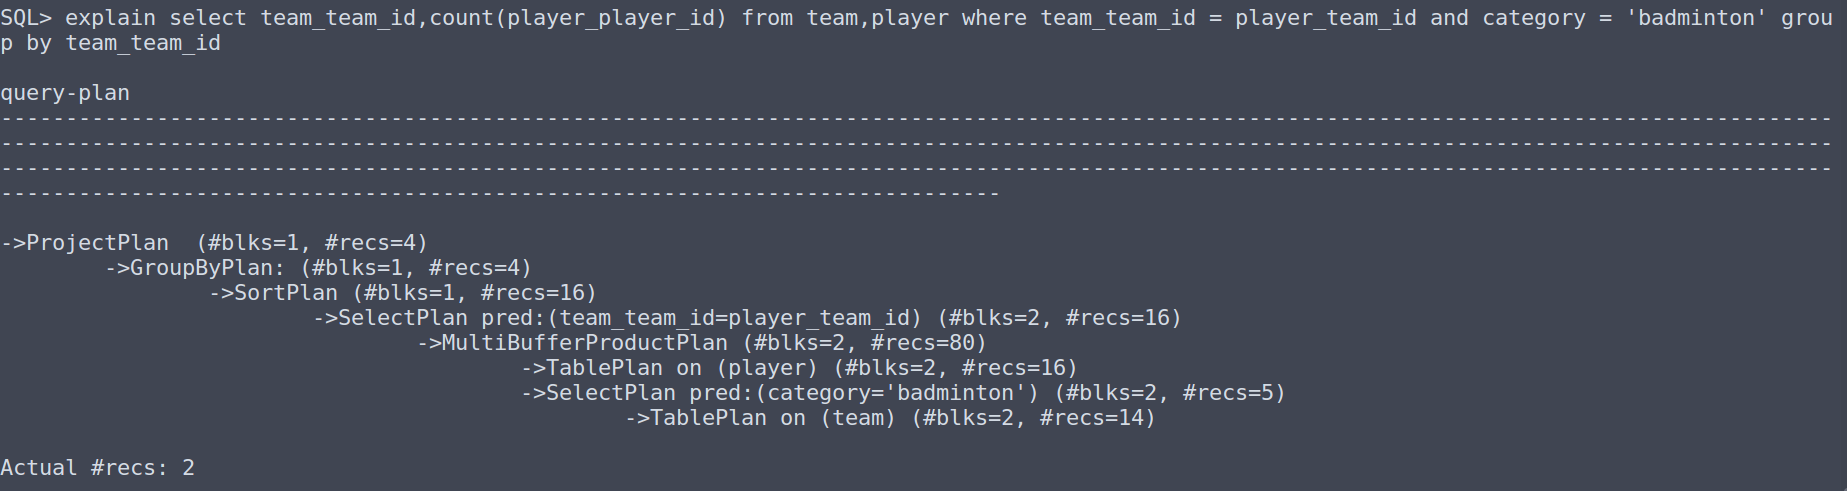 SQL> explain select team_team_id,count(player_player_id) from team,player where team_team_id = player_team_id and category = 'badminton' grou
p by team_team_id
query-plan
---------------------------------------------------------------------------------------------------------------------------------------------
---------------------------------------------------------------------------------------------------------------------------------------------
---------------------------------------------------------------------------------------------------------------------------------------------
-----------------------------------------------------------------------------
->ProjectPlan  (#blks=1, #recs=4)
        ->GroupByPlan: (#blks=1, #recs=4)
                ->SortPlan (#blks=1, #recs=16)
                        ->SelectPlan pred:(team_team_id=player_team_id) (#blks=2, #recs=16)
                                ->MultiBufferProductPlan (#blks=2, #recs=80)
                                        ->TablePlan on (player) (#blks=2, #recs=16)
                                        ->SelectPlan pred:(category='badminton') (#blks=2, #recs=5)
                                                ->TablePlan on (team) (#blks=2, #recs=14)
Actual #recs: 2